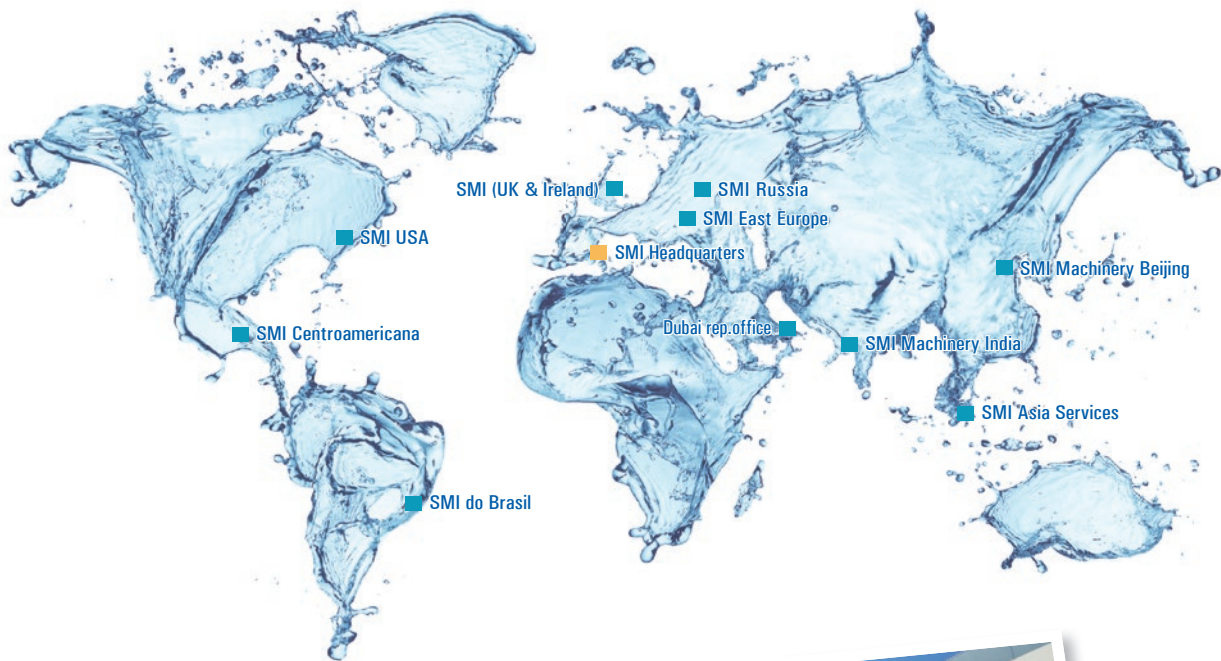 SMI (UK & Ireland)
SMI Russia
SMI East Europe
SMI USA
SMI Headquarters
SMI Machinery Beijing
Dubai rep.office
SMI Centroamericana
SMI Machinery India
SMI Asia Services
SMI do Brasil